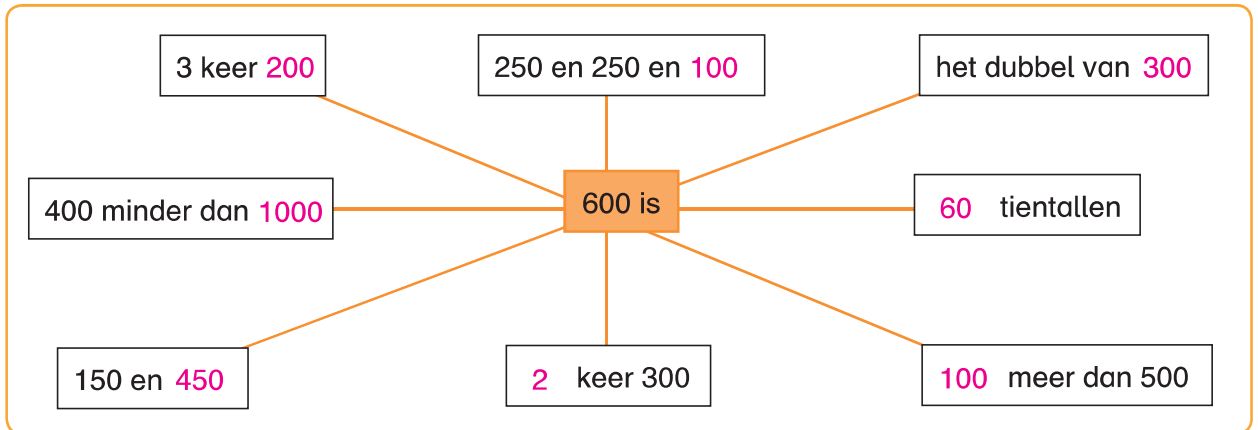 3 keer 200
250 en 250 en 100
het dubbel van 300
400 minder dan 1000
600 is
60 tientallen
150 en 450
2 keer 300
100 meer dan 500